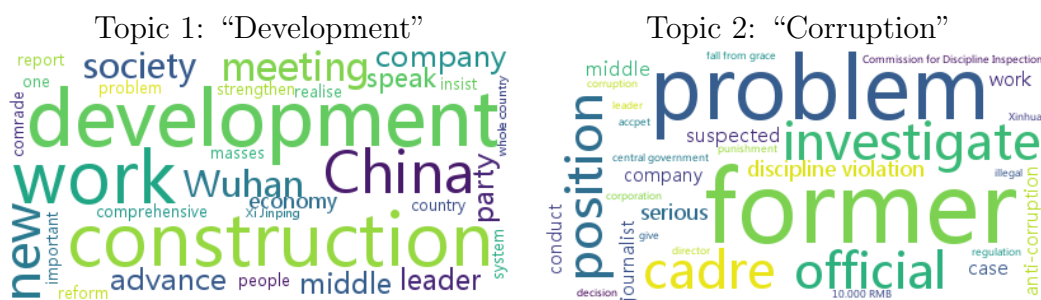 Topic 1: “Development”
report
society
meeting
company
one
problem
strengthen
realise
speak
insist
comrade
development
whole country
masses
work
Wuhan
China
party
economy
new
important
comprehensive
Xi Jinping
country
construction
system
advance
people
middle
leader
reform
Topic 2: “Corruption”
fall from grace
Commission for Discipline Inspection
middle
problem
work
corruption
leader
accpet
position
suspected
investigate
Xinhua
punishment
central government
company
discipline violation
illegal
corporation
former
serious
conduct
journalist
give
director
cadre
official
regulation
case
anti-corruption
decision
10.000 RMB